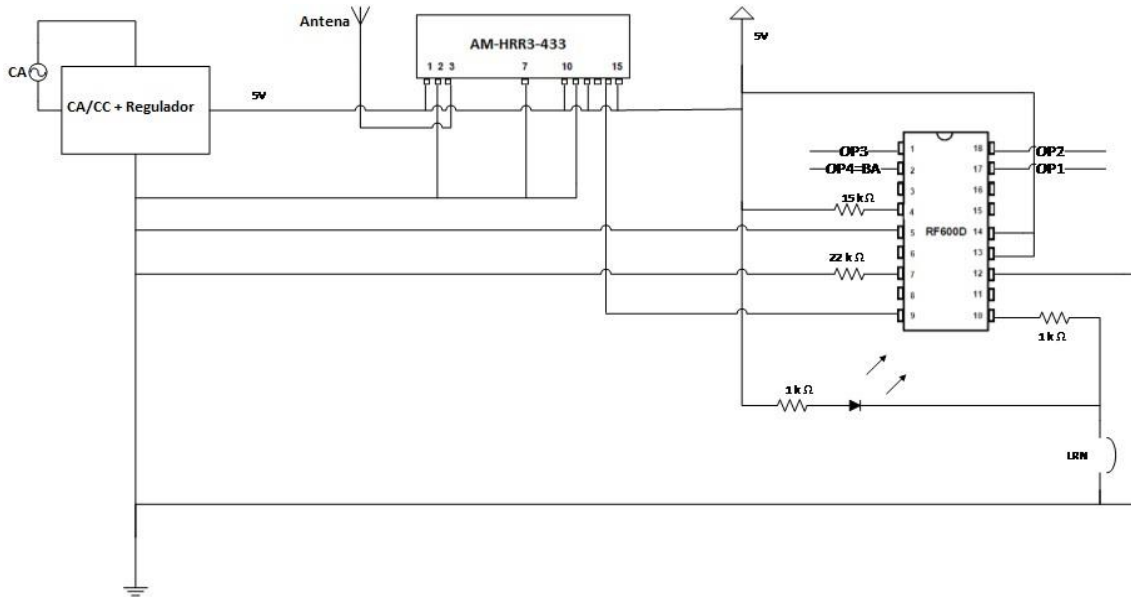 Antena
AM-HRR3-433
1 2 3 7 10 15
5V
CA
CA/CC + Regulador
5V
OP3 1 18 OP2
OP4=BA 2 17 OP1
3 16
15 kΩ 4 15
5 RF600D 14
6 13
22 kΩ 7 12
8 11
9 10
1 kΩ
1 kΩ
LRN